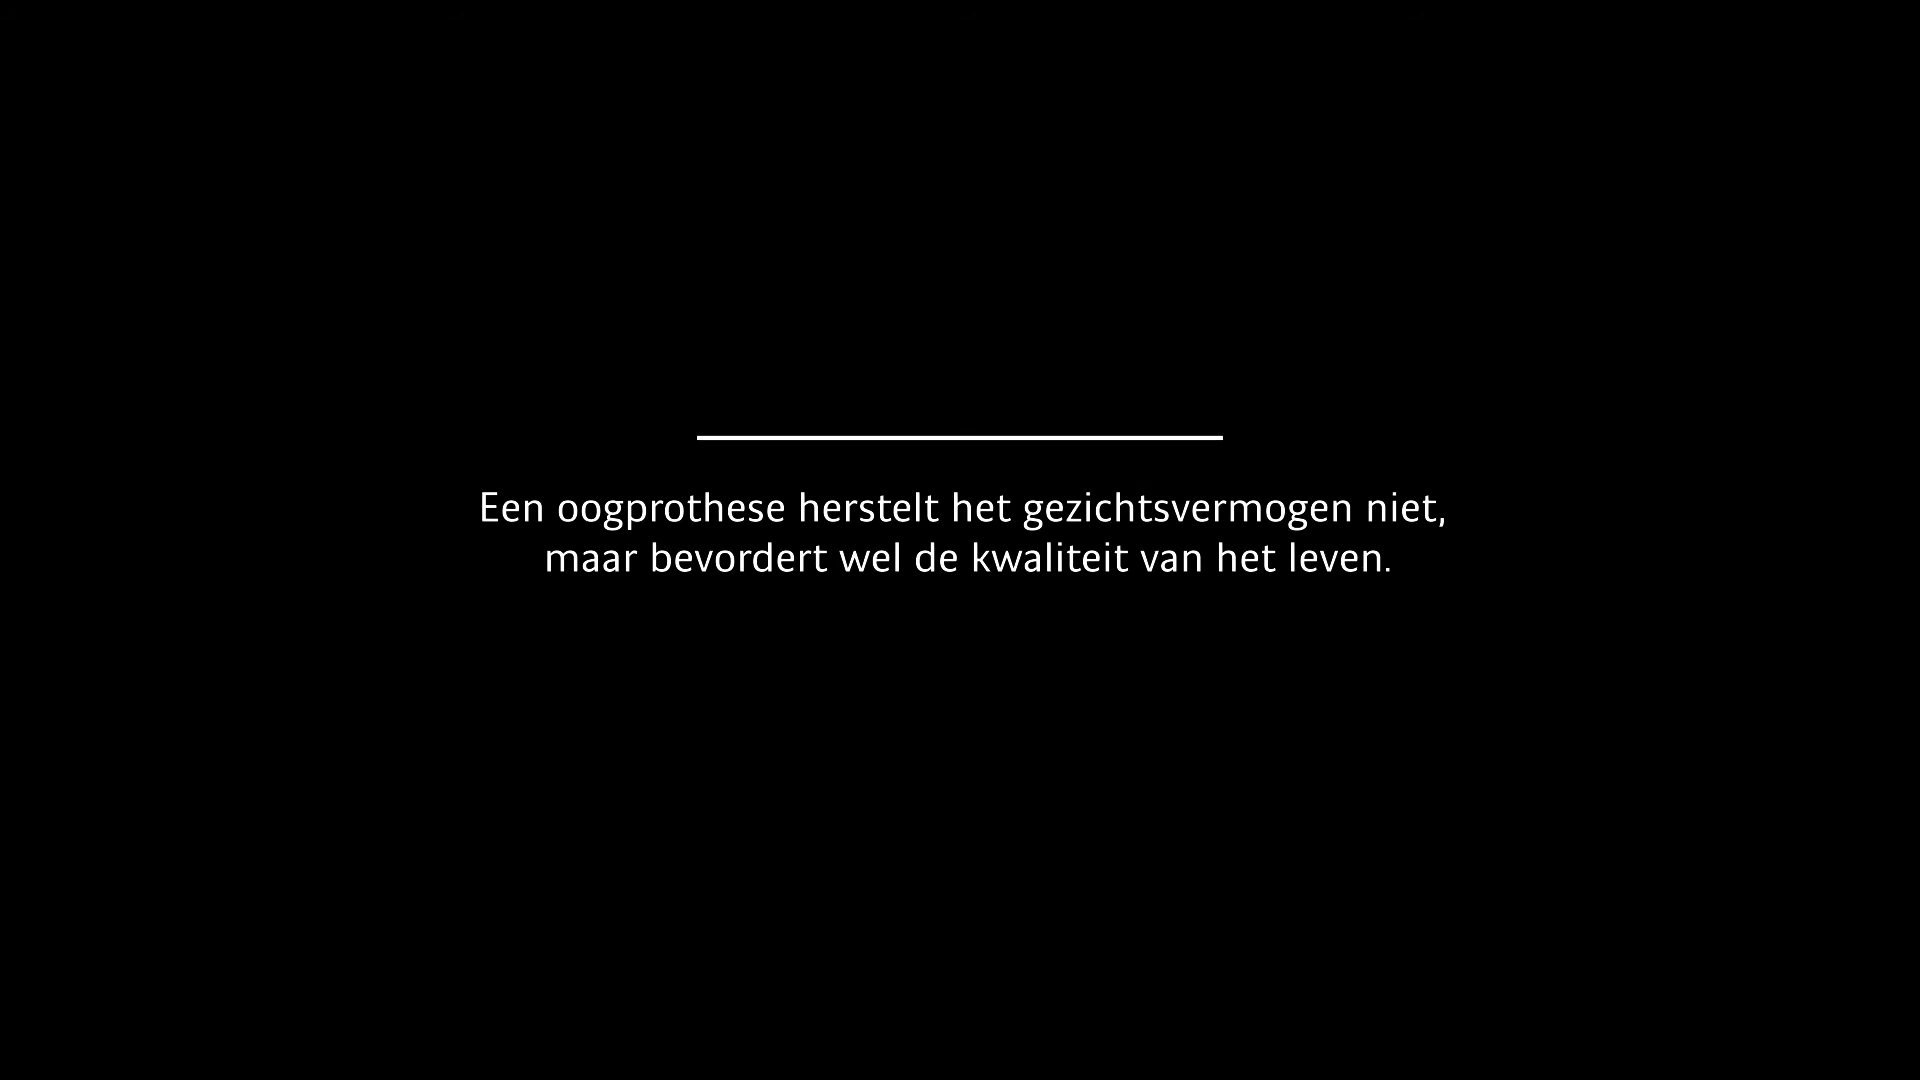 Een oogprothese herstelt het gezichtsvermogen niet,
maar bevordert wel de kwaliteit van het leven.